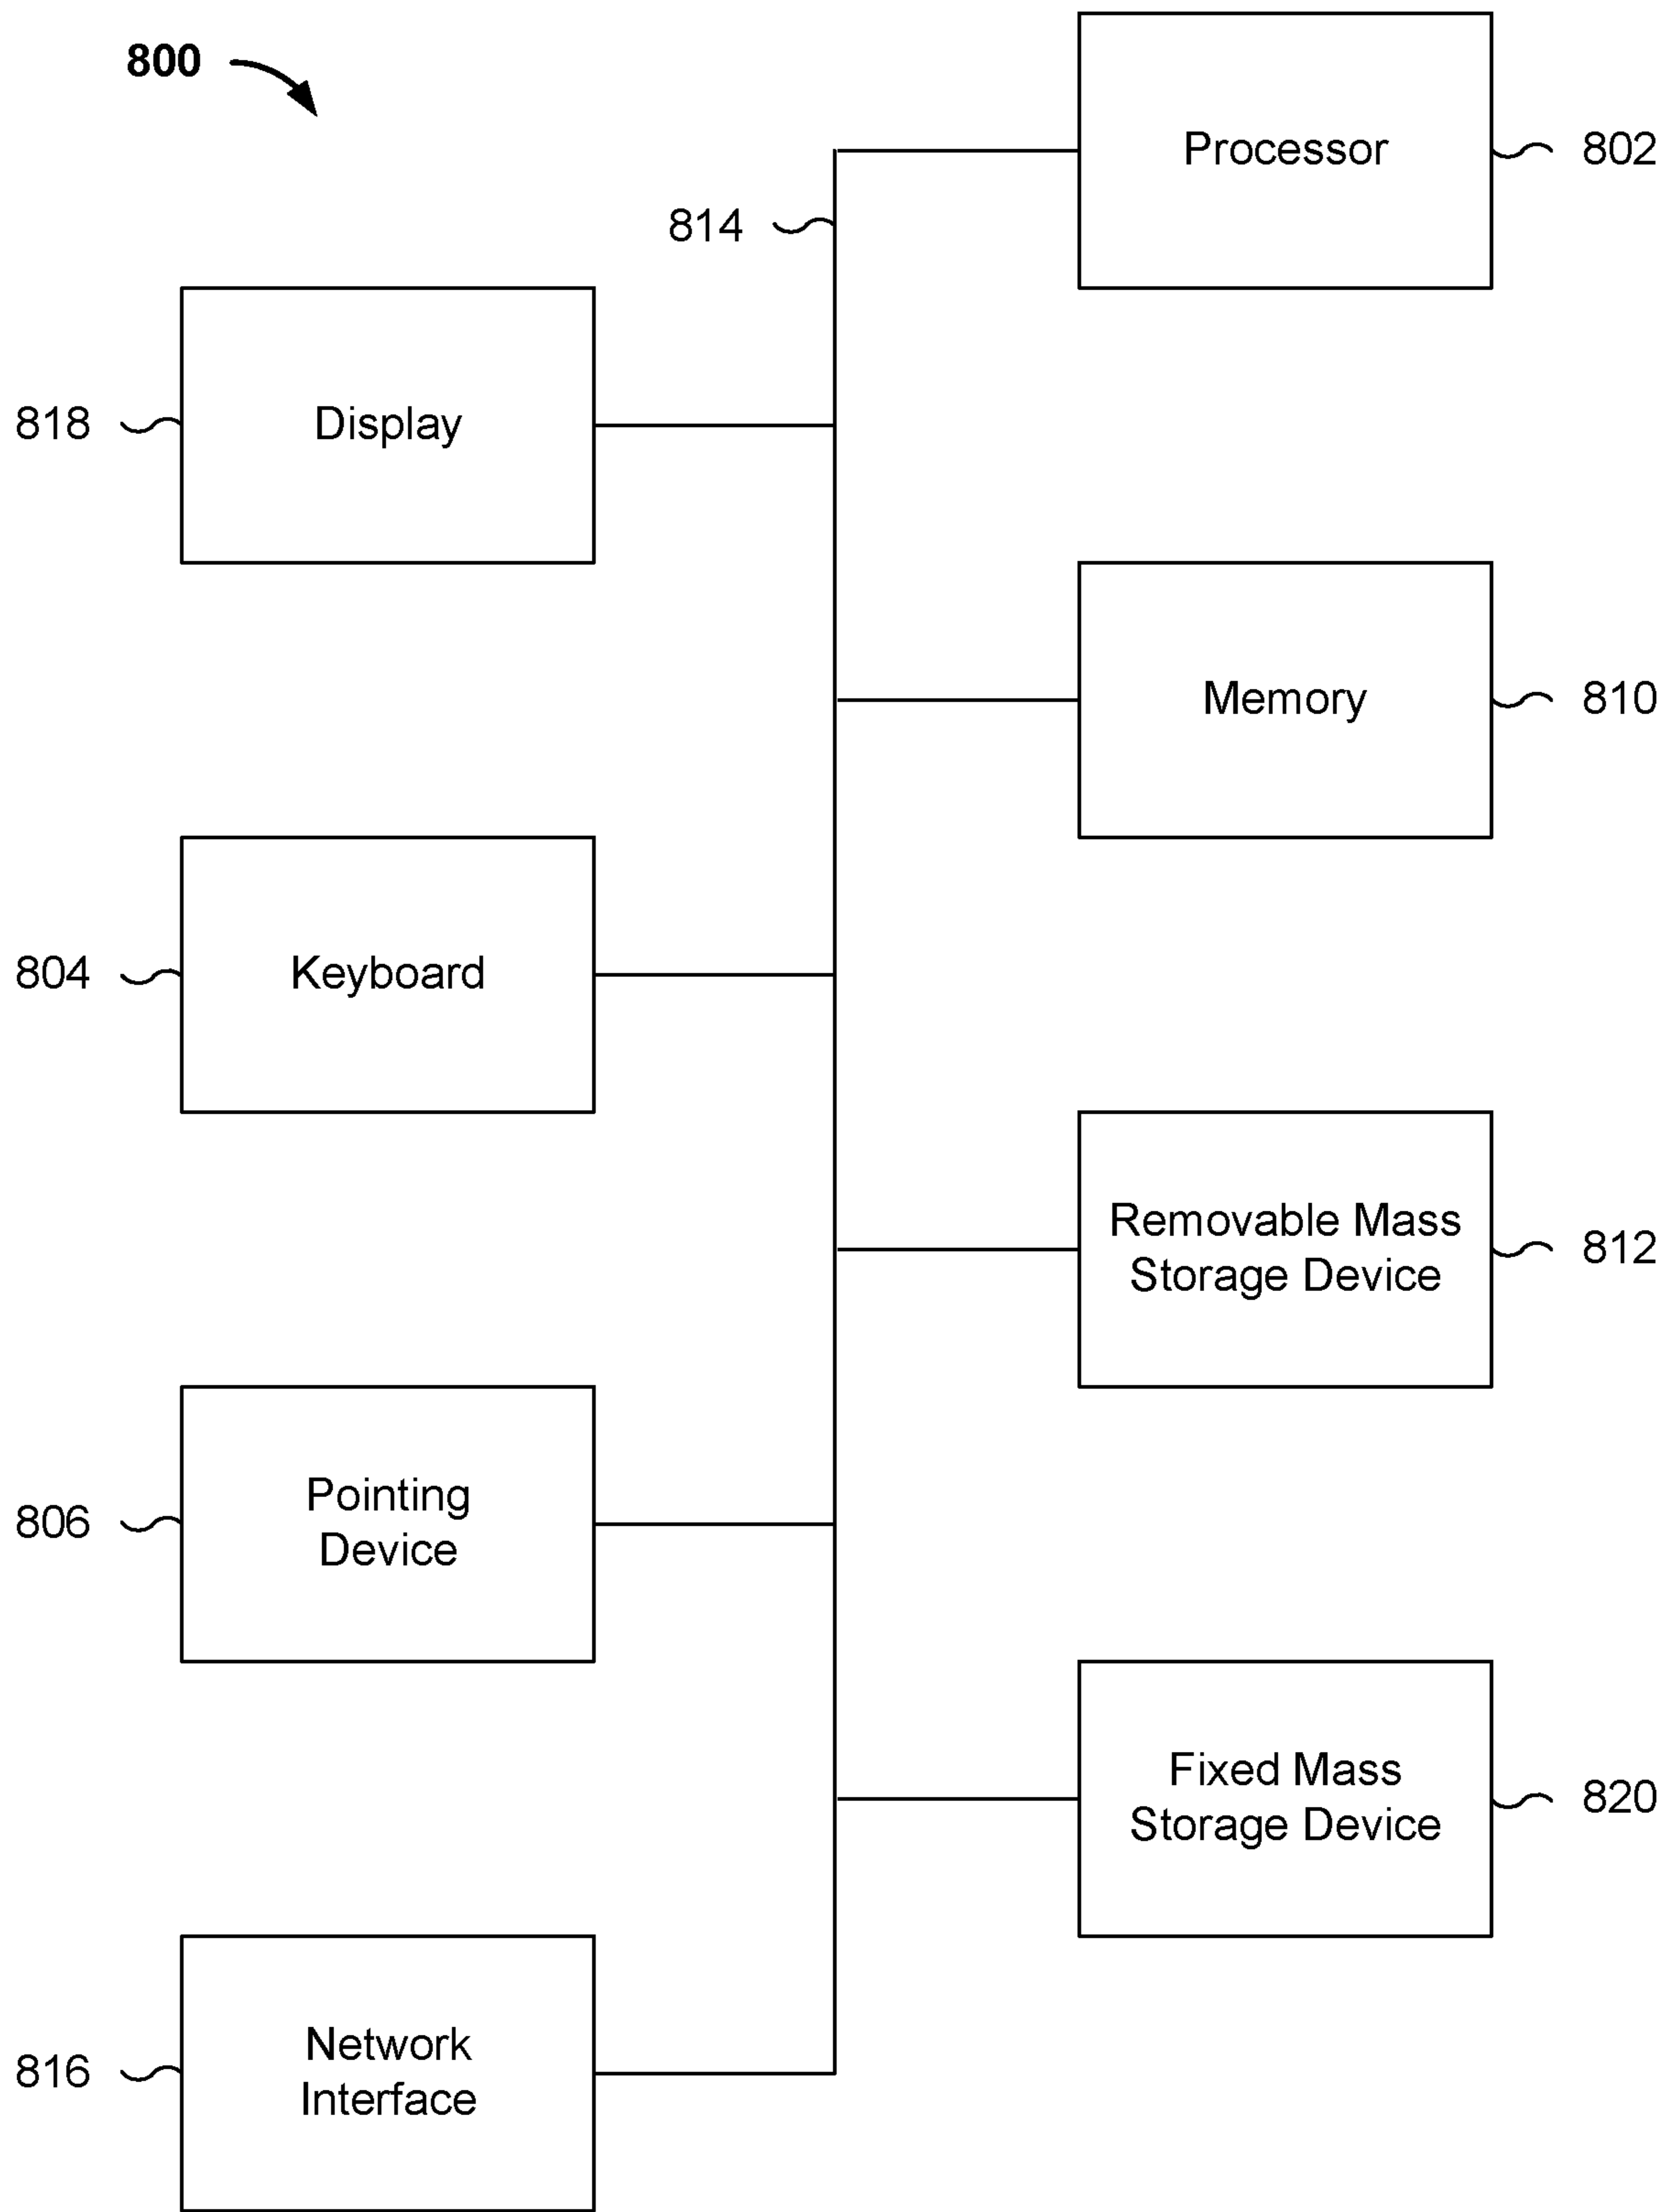 800
Processor
802
814
818
Display
Memory
810
804
Keyboard
Removable Mass
Storage Device
812
806
Pointing
Device
Fixed Mass
Storage Device
820
816
Network
Interface